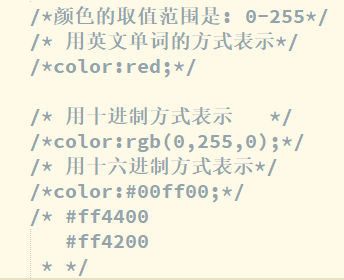 /*颜色的取值范围是：0-255*/
/* 用英文单词的方式表示*/
/*color:red;*/
/* 用十进制方式表示   */
/*color:rgb(0,255,0);*/
/* 用十六进制方式表示*/
/*color:#00ff00;*/
/* #ff4400
#ff4200
* */